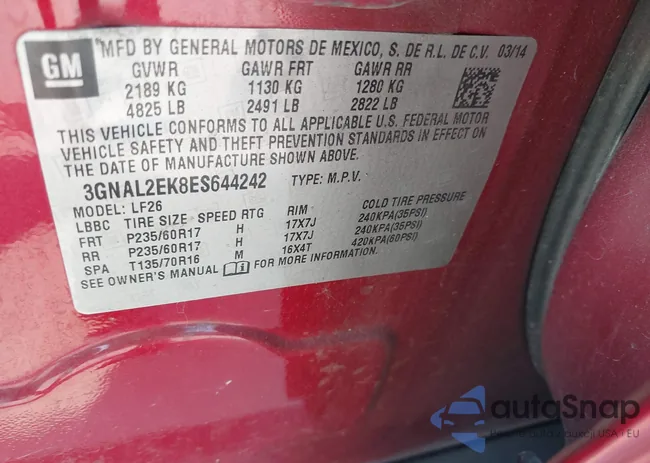 GM
MFD BY GENERAL MOTORS DE MEXICO, S. DE R.L. DE C.V. 03/14
GVWR GAWR FRT GAWR RR
2189 KG 1130 KG 1280 KG
4825 LB 2491 LB 2822 LB
THIS VEHICLE CONFORMS TO ALL APPLICABLE U.S. FEDERAL MOTOR
VEHICLE SAFETY AND THEFT PREVENTION STANDARDS IN EFFECT ON
THE DATE OF MANUFACTURE SHOWN ABOVE.
3GNAL2EK8ES644242 TYPE: M.P.V.
MODEL: LF26
LBBC TIRE SIZE SPEED RTG RIM COLD TIRE PRESSURE
FRT P235/60R17 H 17X7J 240KPA(35PSI)
RR P235/60R17 H 17X7J 240KPA(35PSI)
SPA T135/70R16 M 16X4T 420KPA(60PSI)
SEE OWNER'S MANUAL FOR MORE INFORMATION.
autoSnap
aukcji USA i EU